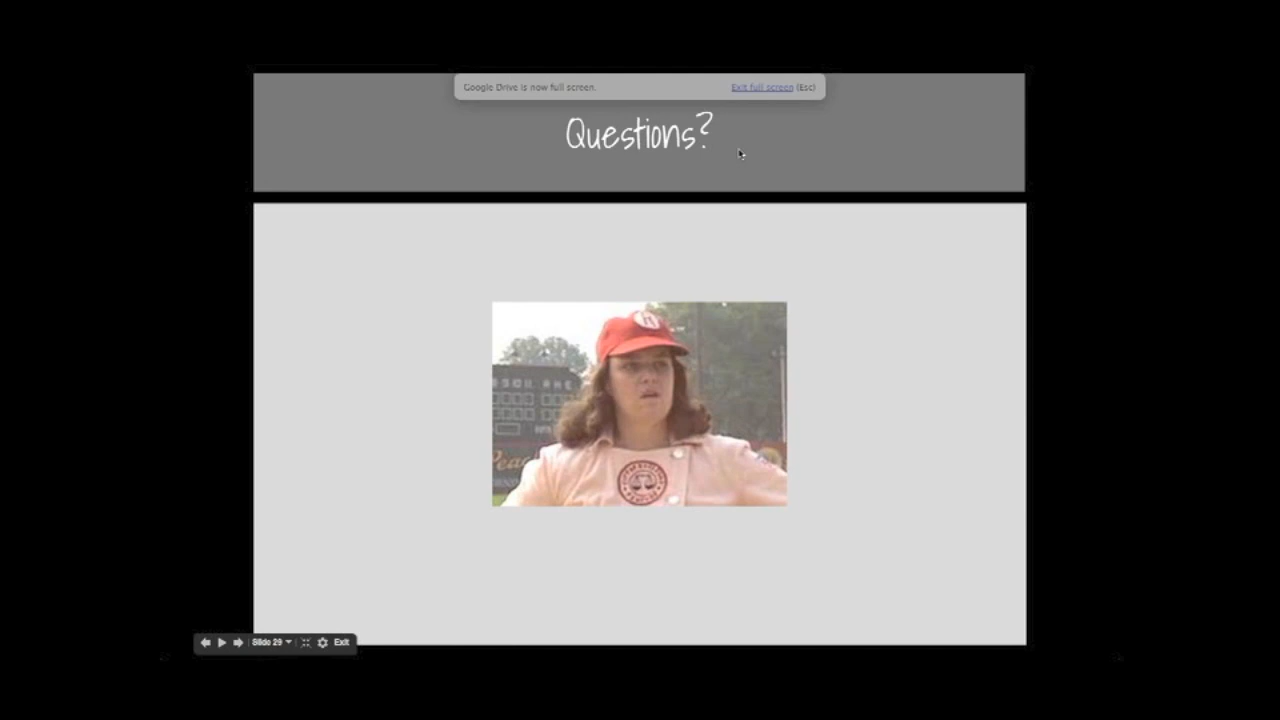 Google Drive is now full screen.
Exit full screen (Esc)
Questions?
Slide 29
Exit